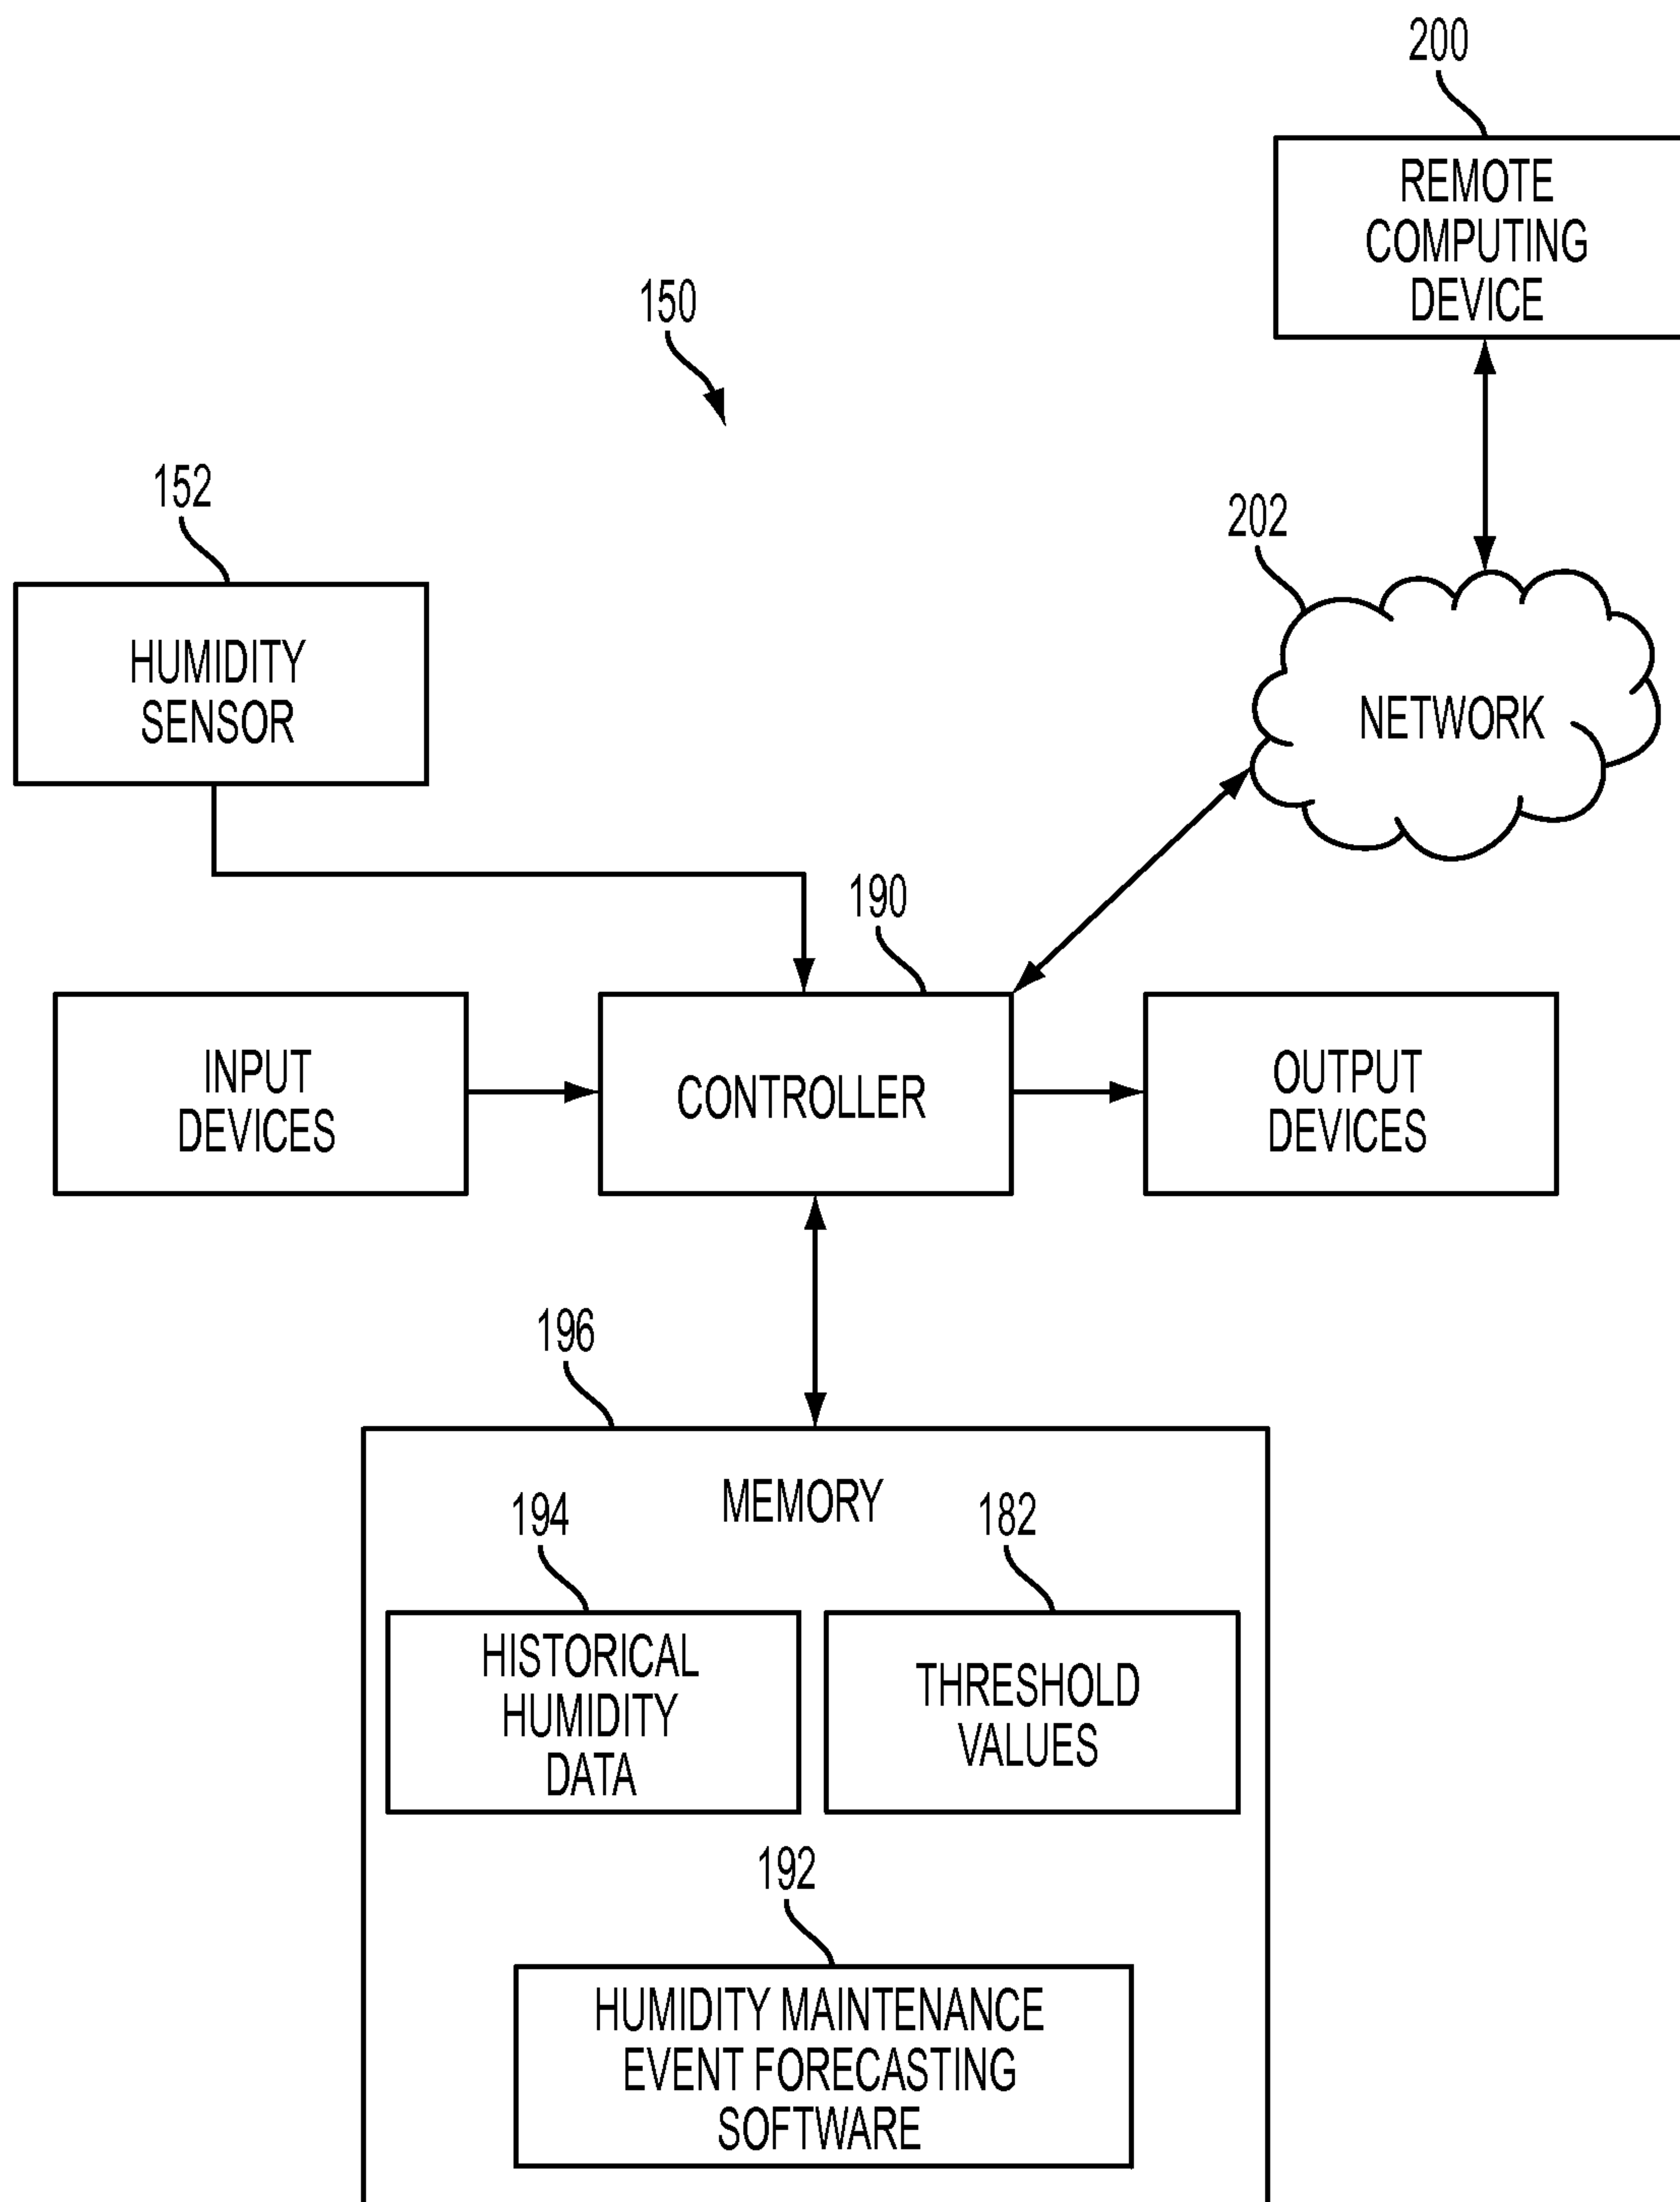 200
REMOTE
COMPUTING
DEVICE
150
152
HUMIDITY
SENSOR
202
NETWORK
190
INPUT
DEVICES
CONTROLLER
OUTPUT
DEVICES
196
MEMORY
194
182
HISTORICAL
HUMIDITY
DATA
THRESHOLD
VALUES
192
HUMIDITY MAINTENANCE
EVENT FORECASTING
SOFTWARE